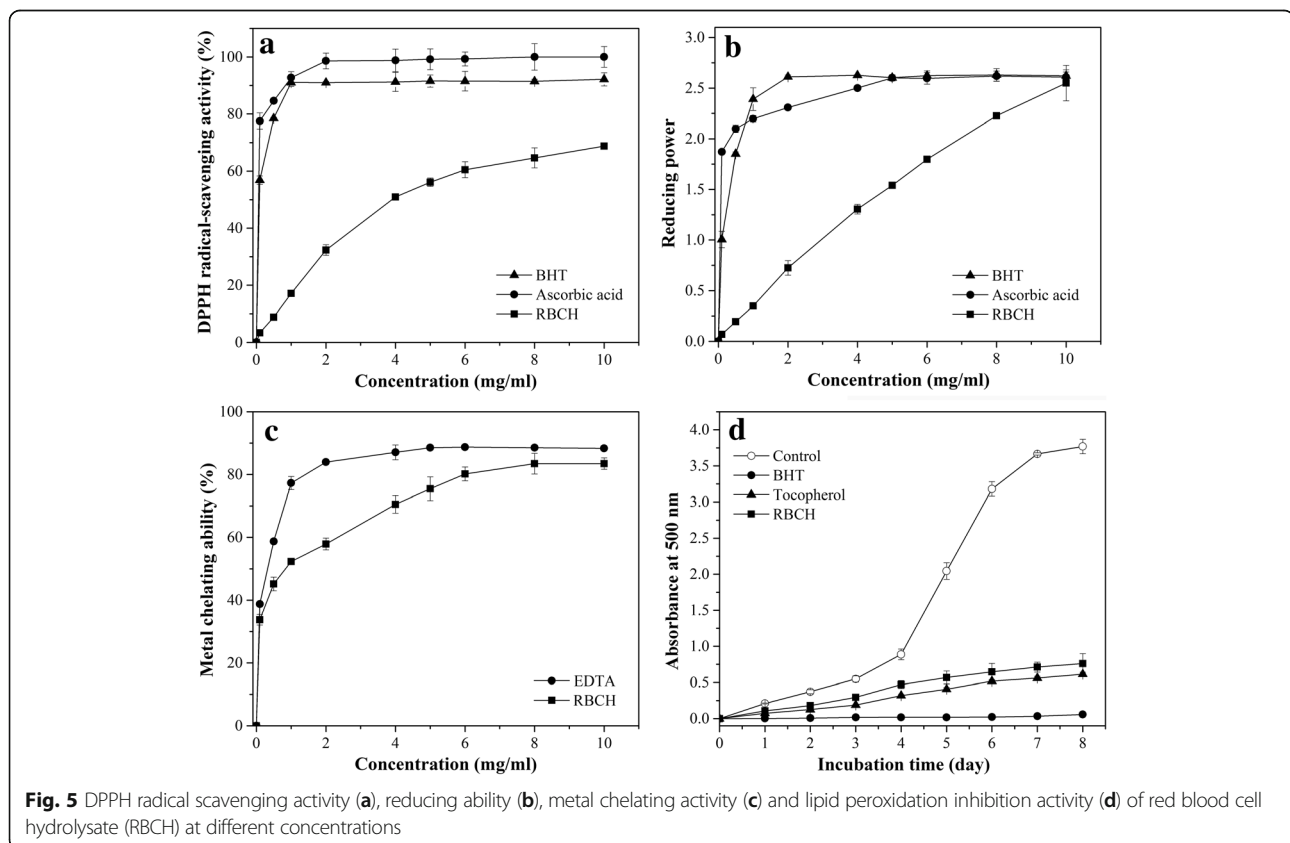 a
DPPH radical-scavenging activity (%)
100
80
60
40
20
0
BHT
Ascorbic acid
RBCH
0 2 4 6 8 10
Concentration (mg/ml)
b
Reducing power
3.0
2.5
2.0
1.5
1.0
0.5
0.0
BHT
Ascorbic acid
RBCH
0 2 4 6 8 10
Concentration (mg/ml)
c
Metal chelating ability (%)
100
80
60
40
20
0
EDTA
RBCH
0 2 4 6 8 10
Concentration (mg/ml)
d
Absorbance at 500 nm
4.0
3.5
3.0
2.5
2.0
1.5
1.0
0.5
0.0
Control
BHT
Tocopherol
RBCH
0 1 2 3 4 5 6 7 8
Incubation time (day)
Fig. 5 DPPH radical scavenging activity (a), reducing ability (b), metal chelating activity (c) and lipid peroxidation inhibition activity (d) of red blood cell
hydrolysate (RBCH) at different concentrations